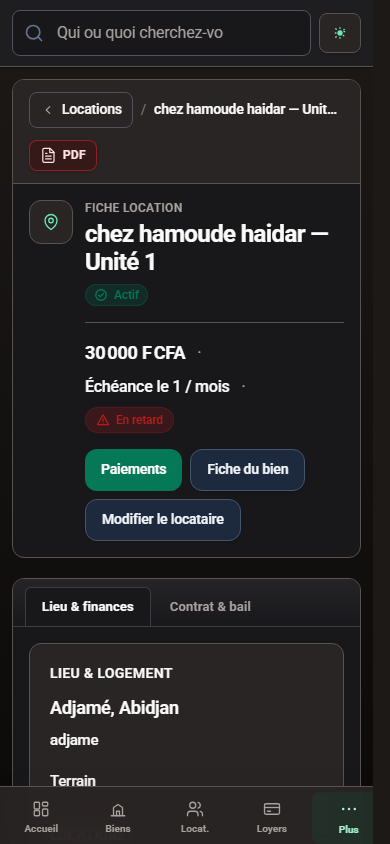 Qui ou quoi cherchez-vo
Locations / chez hamoude haidar — Unit...
PDF
FICHE LOCATION
chez hamoude haidar —
Unité 1
Actif
30 000 F CFA ·
Échéance le 1 / mois ·
En retard
Paiements Fiche du bien
Modifier le locataire
Lieu & finances Contrat & bail
LIEU & LOGEMENT
Adjamé, Abidjan
adjame
Terrain
Accueil Biens Locat. Loyers Plus